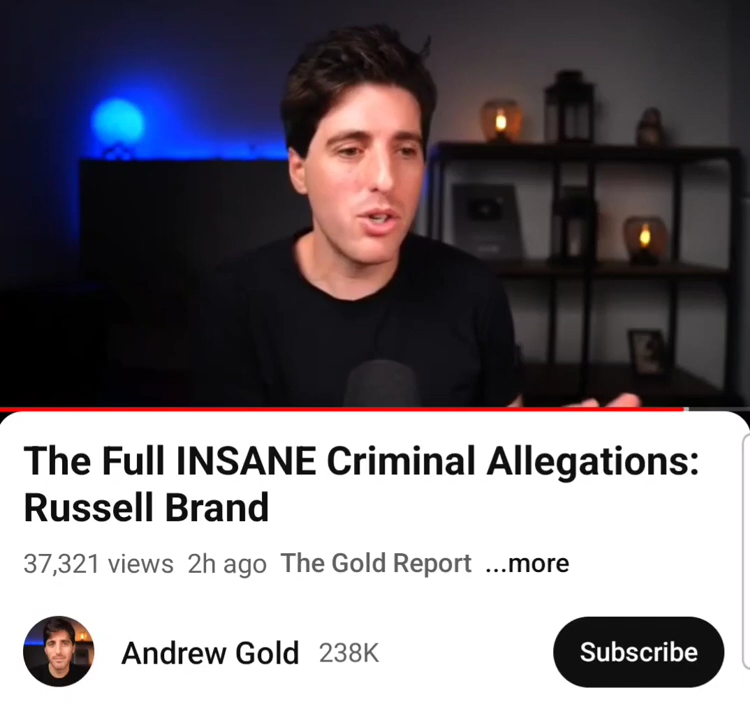 The Full INSANE Criminal Allegations:
Russell Brand
37,321 views 2h ago The Gold Report ...more
Andrew Gold 238K
Subscribe